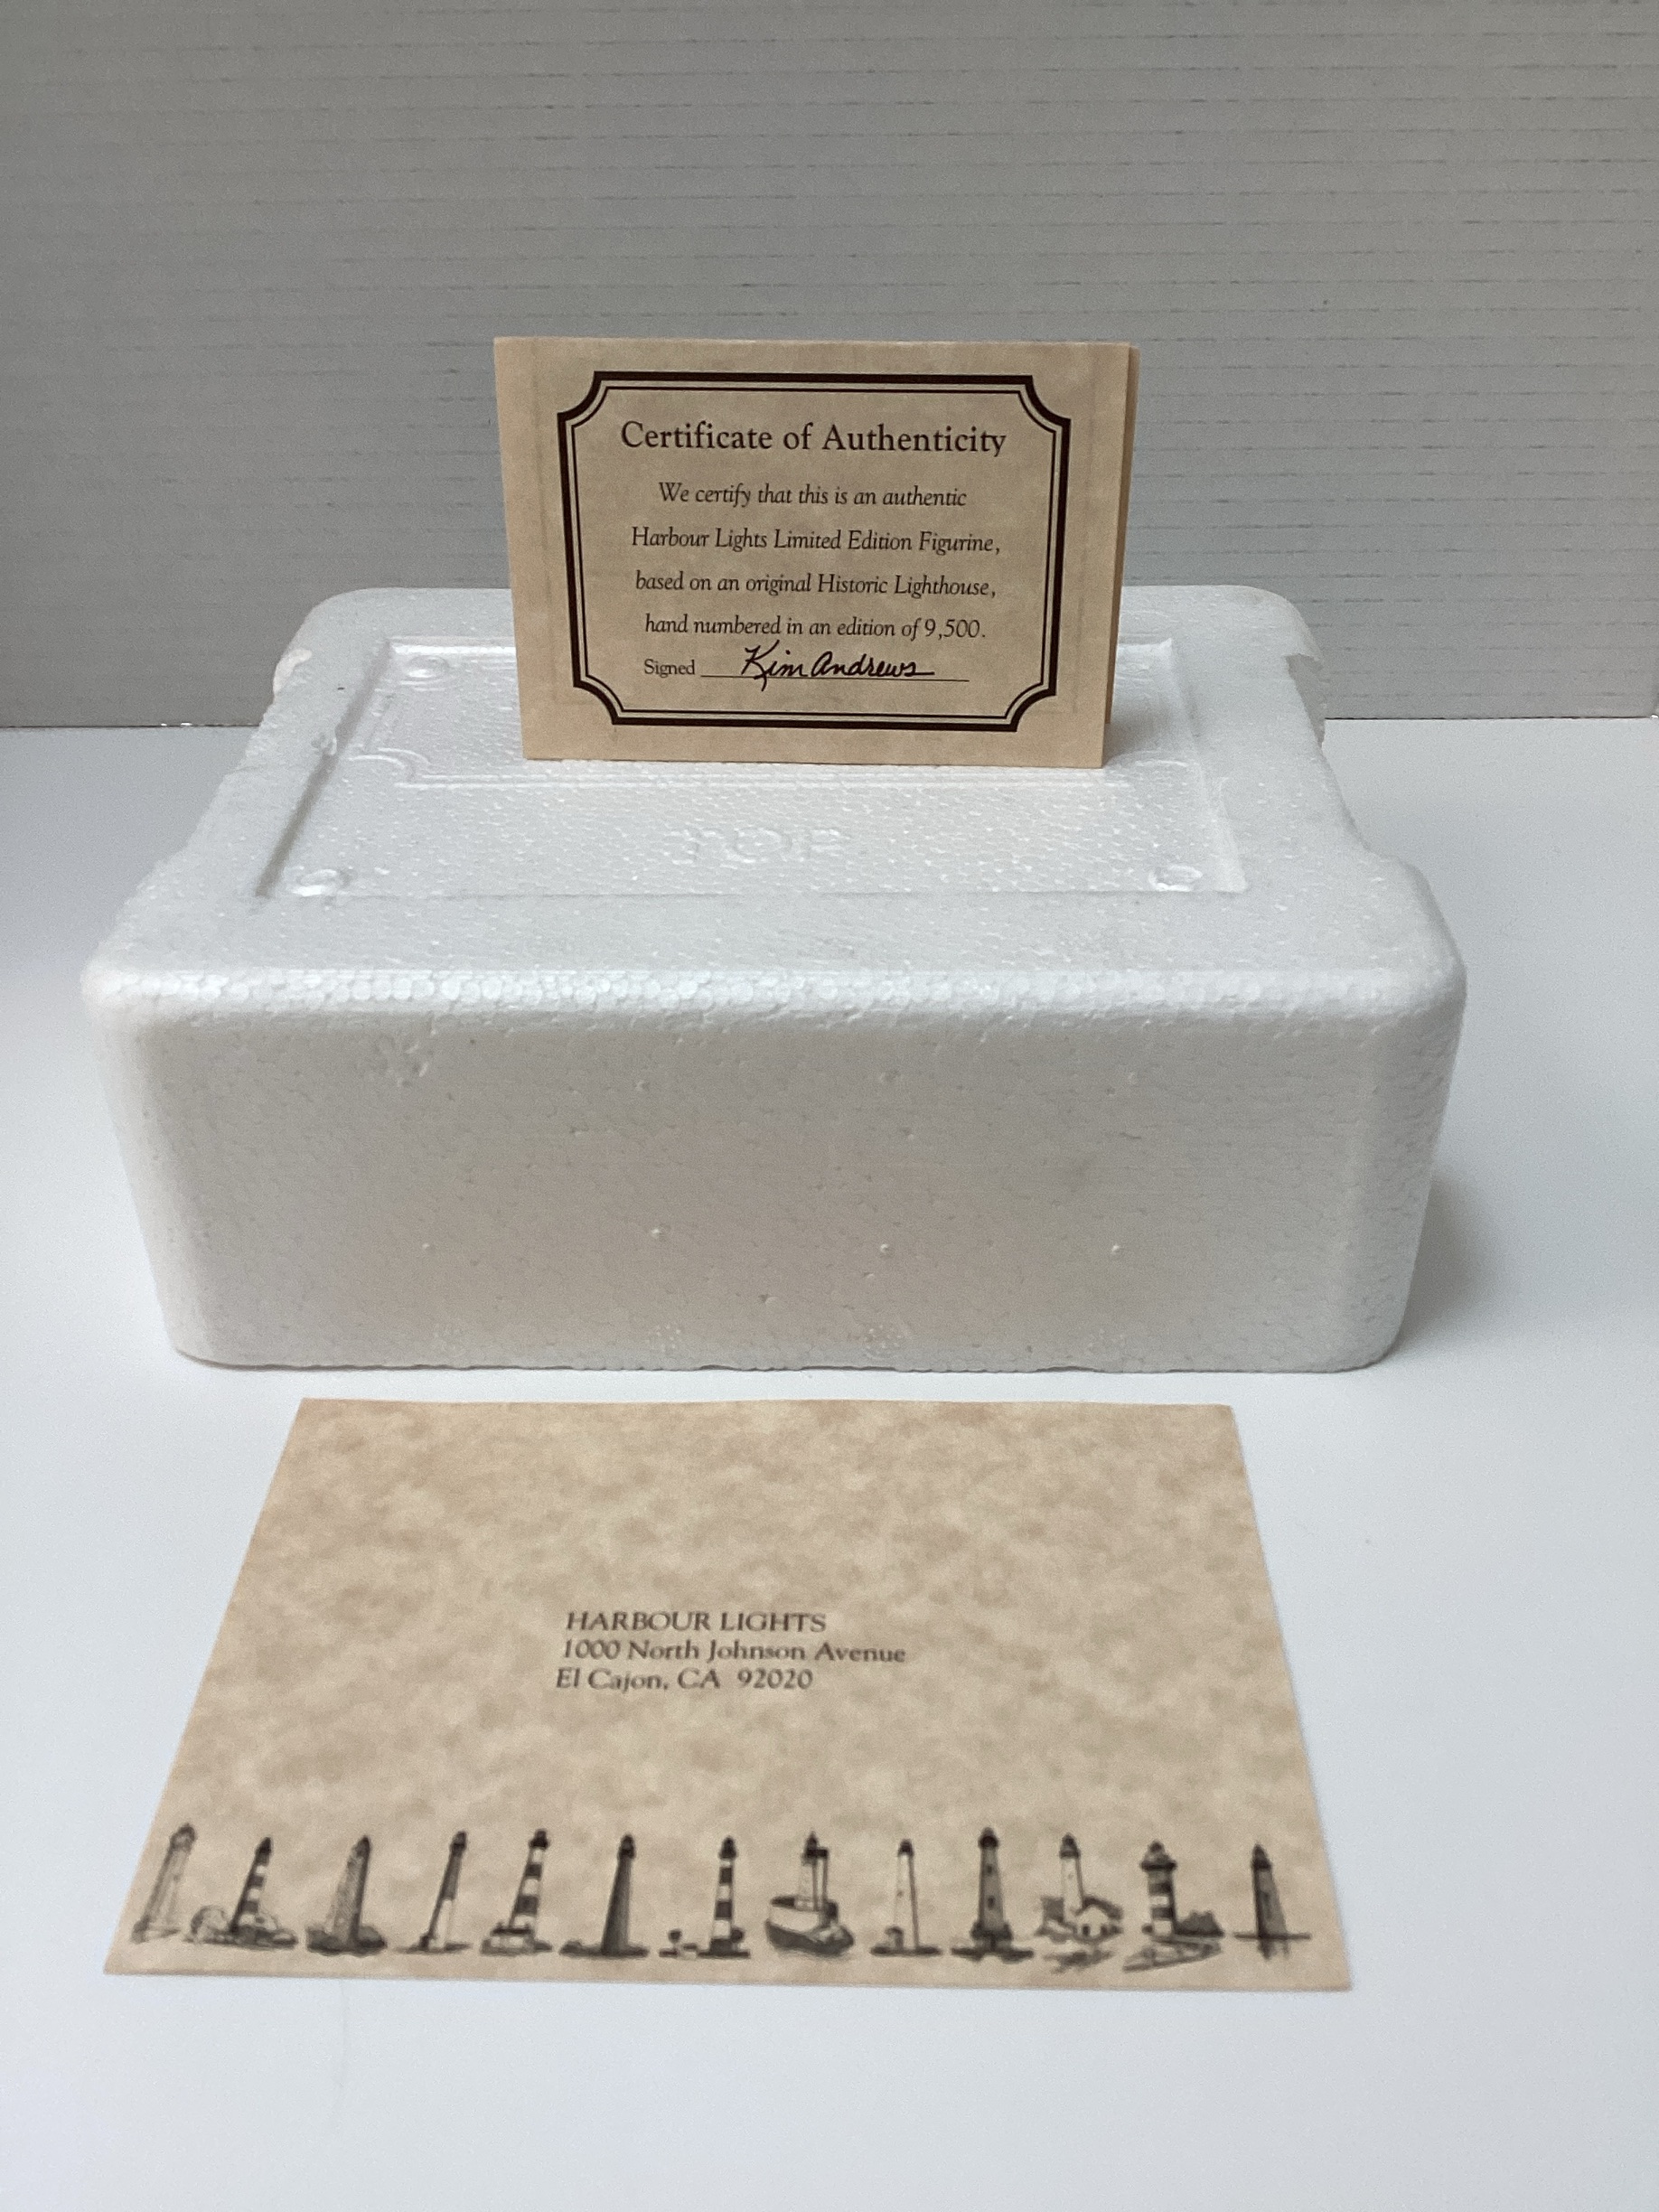 Certificate of Authenticity
We certify that this is an authentic
Harbour Lights Limited Edition Figurine,
based on an original Historic Lighthouse,
hand numbered in an edition of 9,500.
Signed Kim Andrews
TOP
HARBOUR LIGHTS
1000 North Johnson Avenue
El Cajon, CA 92020